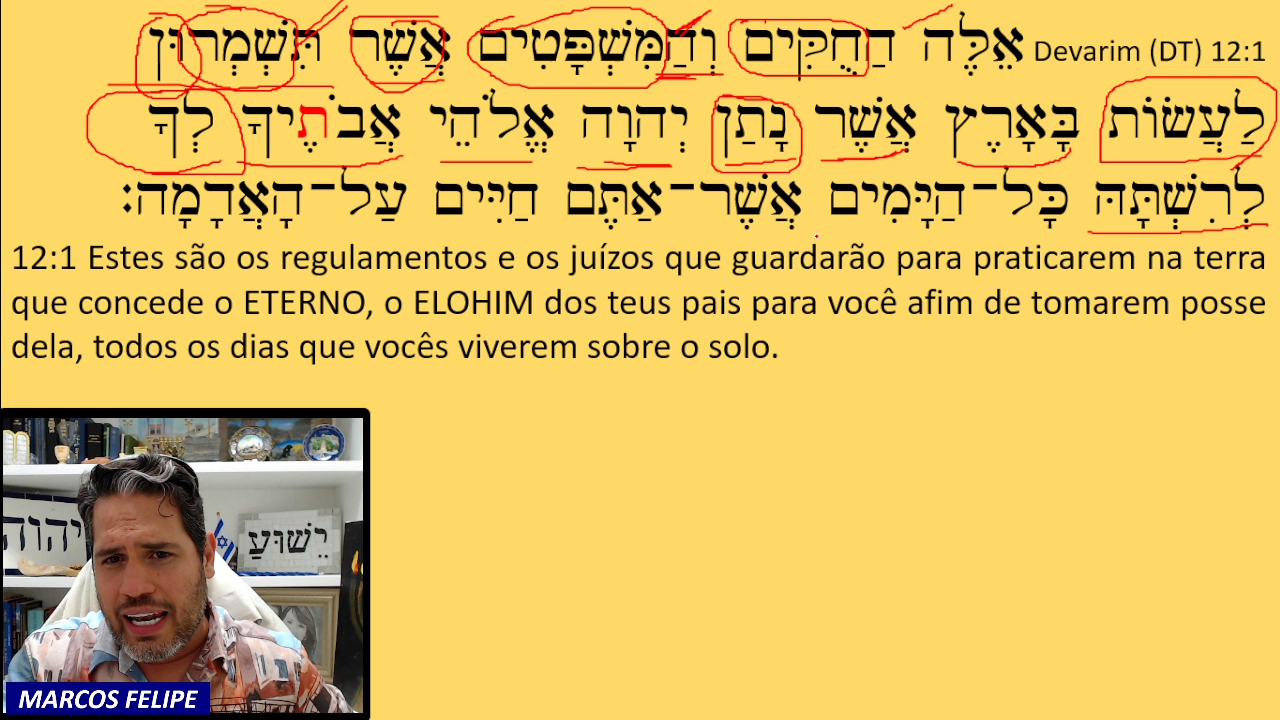 אֵלֶּה הַחֻקִּים וְהַמִּשְׁפָּטִים אֲשֶׁר תִּשְׁמְרוּן Devarim (DT) 12:1
לַעֲשׂוֹת בָּאָרֶץ אֲשֶׁר נָתַן יְהוָה אֱלֹהֵי אֲבֹתֶיךָ לְךָ
לְרִשְׁתָּהּ כָּל־הַיָּמִים אֲשֶׁר־אַתֶּם חַיִּים עַל־הָאֲדָמָה׃
12:1 Estes são os regulamentos e os juízos que guardarão para praticarem na terra
que concede o ETERNO, o ELOHIM dos teus pais para você afim de tomarem posse
dela, todos os dias que vocês viverem sobre o solo.
יהוה
יֵשׁוּעַ
MARCOS FELIPE